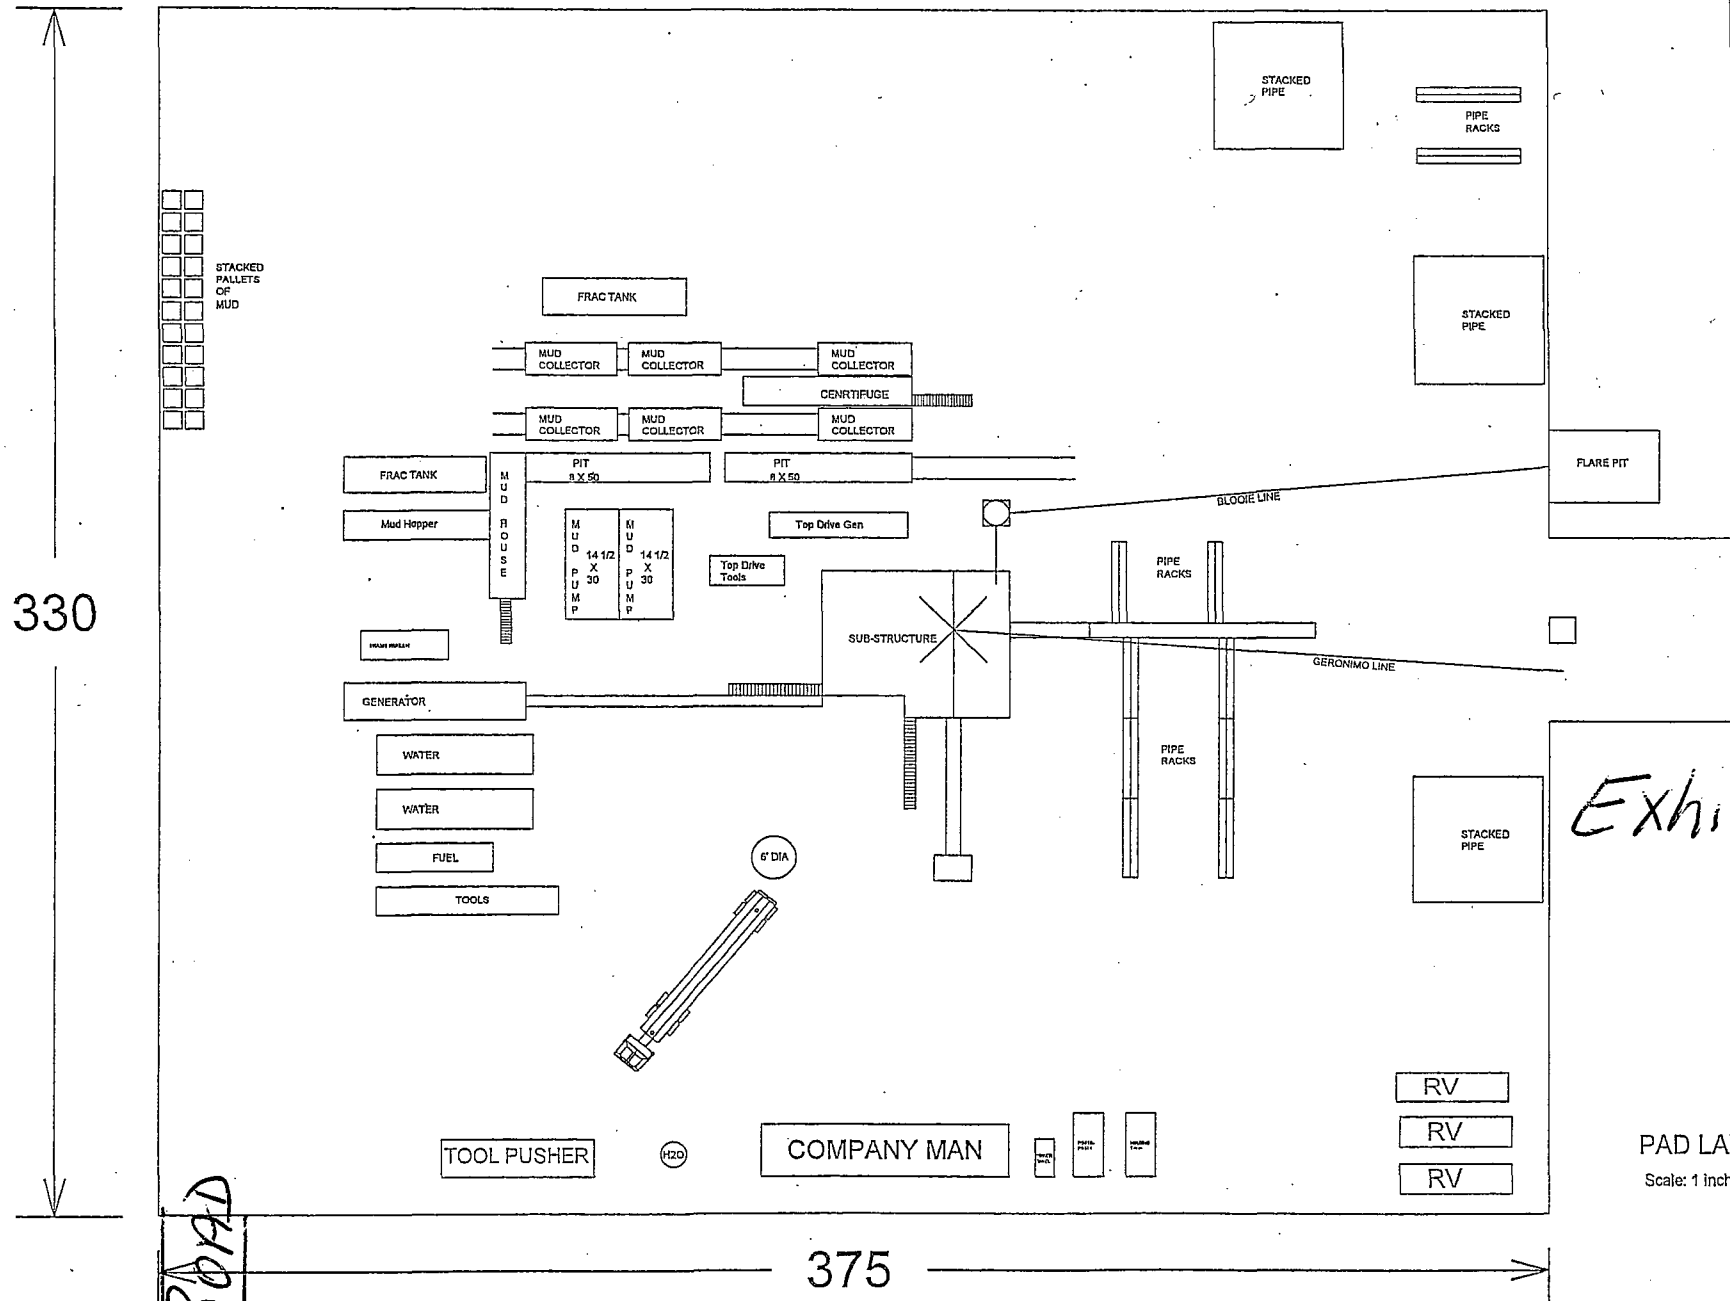 STACKED
PIPE
PIPE
RACKS
STACKED
PALLETS
OF
MUD
FRAC TANK
STACKED
PIPE
MUD
COLLECTOR
MUD
COLLECTOR
MUD
COLLECTOR
CENRTIFUGE
MUD
COLLECTOR
MUD
COLLECTOR
MUD
COLLECTOR
FRAC TANK
MUD HOUSE
PIT
8 X 50
PIT
8 X 50
FLARE PIT
BLOOIE LINE
Mud Hopper
MUD PUMP
14 1/2
X
30
MUD PUMP
14 1/2
X
30
Top Drive Gen
Top Drive
Tools
PIPE
RACKS
330
SUB-STRUCTURE
GERONIMO LINE
GENERATOR
WATER
PIPE
RACKS
WATER
Exhi
STACKED
PIPE
FUEL
6' DIA
TOOLS
RV
RV
RV
TOOL PUSHER
H2O
COMPANY MAN
PAD LA
Scale: 1 inch
ROAD
375